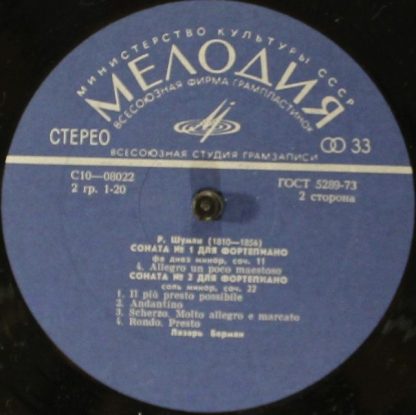 МИНИСТЕРСТВО КУЛЬТУРЫ СССР
МЕЛОДИЯ
ВСЕСОЮЗНАЯ ФИРМА ГРАМПЛАСТИНОК
СТЕРЕО
33
ВСЕСОЮЗНАЯ СТУДИЯ ГРАМЗАПИСИ
С10—08022
ГОСТ 5289-73
2 гр. 1-20
2 сторона
Р. Шуман (1810—1856)
СОНАТА № 1 ДЛЯ ФОРТЕПИАНО
фа диез минор, соч. 11
4. Allegro un poco maestoso
СОНАТА № 2 ДЛЯ ФОРТЕПИАНО
соль минор, соч. 22
1. Il più presto possibile
2. Andantino
3. Scherzo. Molto allegro e marcato
4. Rondo. Presto
Лазарь Берман